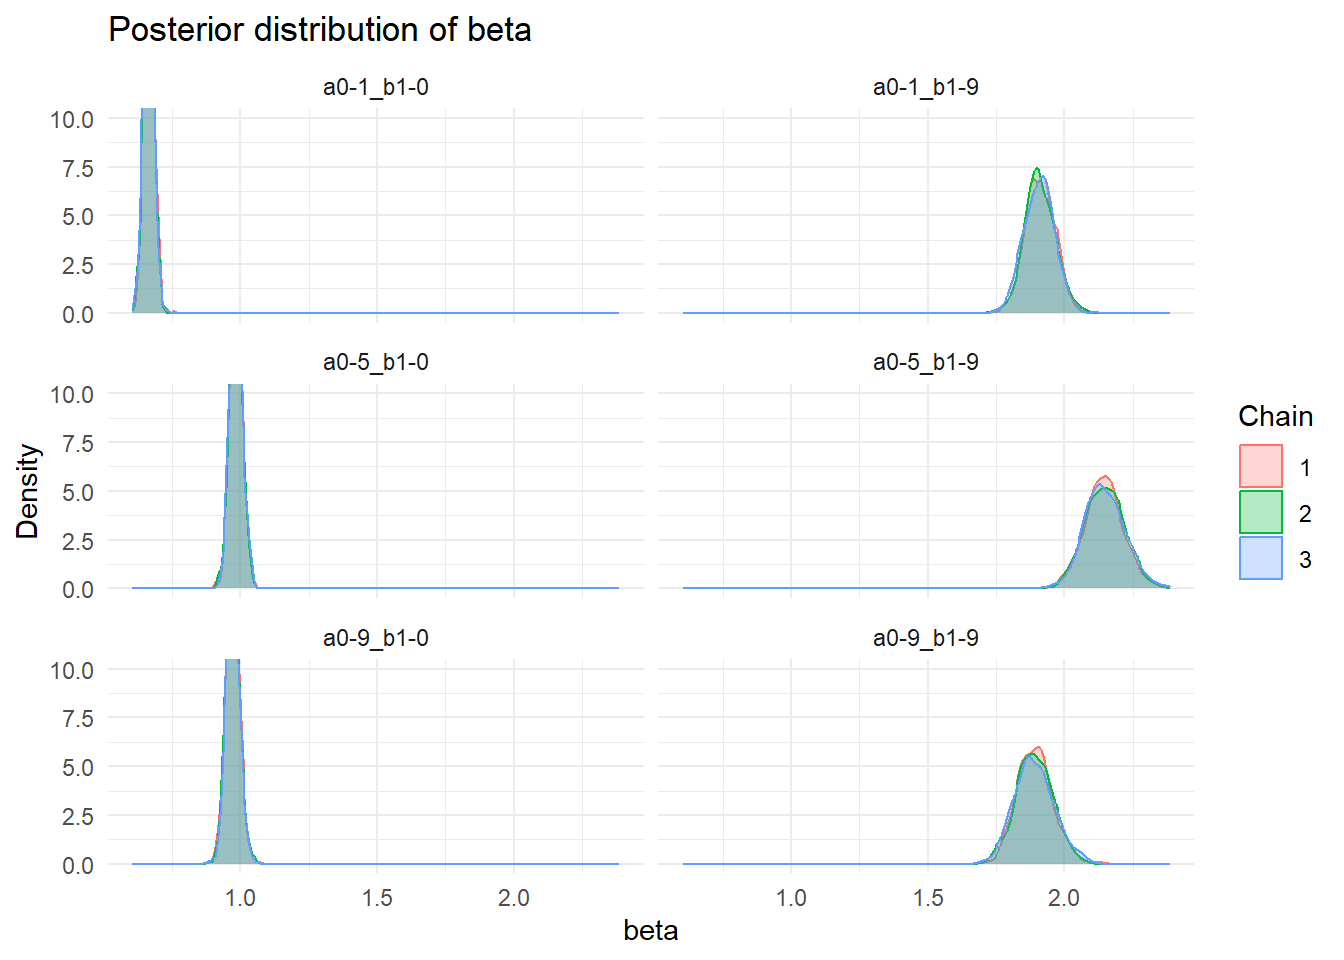 Posterior distribution of beta
a0-1_b1-0
a0-1_b1-9
10.0
7.5
5.0
2.5
0.0
a0-5_b1-0
a0-5_b1-9
10.0
7.5
5.0
2.5
0.0
a0-9_b1-0
a0-9_b1-9
10.0
7.5
5.0
2.5
0.0
1.0 1.5 2.0
1.0 1.5 2.0
beta
Density
Chain
1
2
3